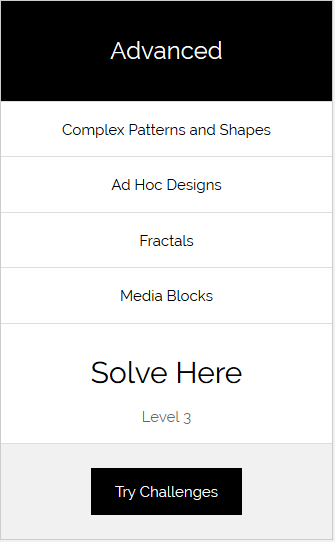 Advanced
Complex Patterns and Shapes
Ad Hoc Designs
Fractals
Media Blocks
Solve Here
Level 3
Try Challenges